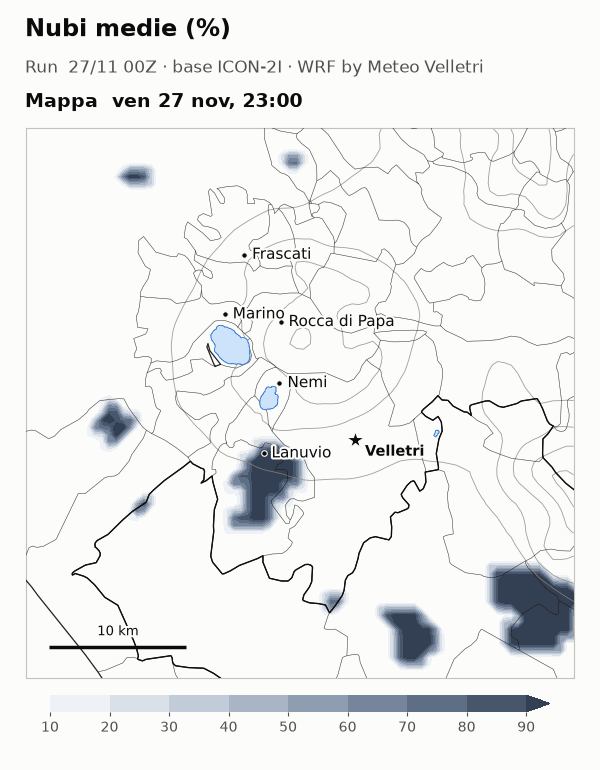 Nubi medie (%)
Run  27/11 00Z · base ICON-2I · WRF by Meteo Velletri
Mappa  ven 27 nov, 23:00
Frascati
Marino
Rocca di Papa
Nemi
Lanuvio
Velletri
10 km
10 20 30 40 50 60 70 80 90